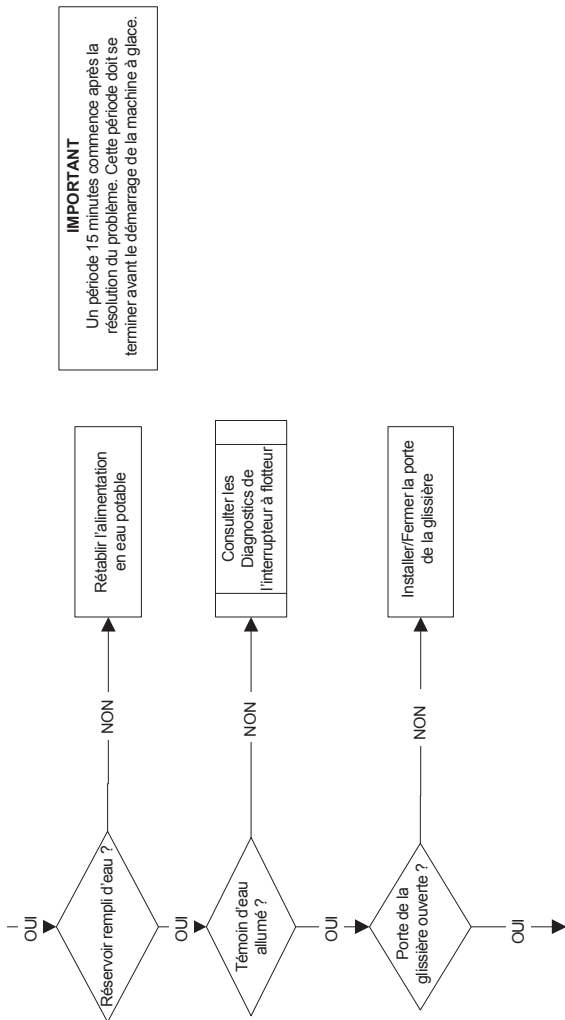 OUI
Réservoir rempli d'eau ?
NON
Rétablir l'alimentation
en eau potable
IMPORTANT
Un période 15 minutes commence après la
résolution du problème. Cette période doit se
terminer avant le démarrage de la machine à glace.
OUI
Témoin d'eau
allumé ?
NON
Consulter les
Diagnostics de
l'interrupteur à flotteur
OUI
Porte de la
glissière ouverte ?
NON
Installer/Fermer la porte
de la glissière
OUI